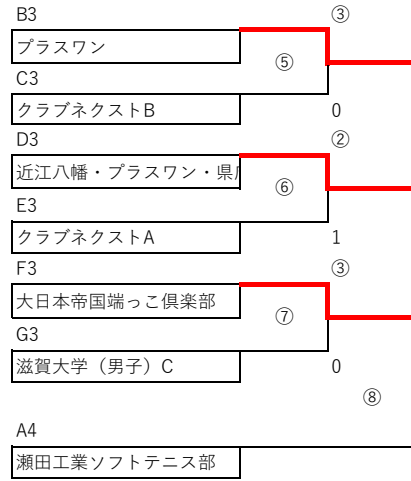 B3 ③
プラスワン
⑤
C3
クラブネクストB 0
D3 ②
近江八幡・プラスワン・県
⑥
E3
クラブネクストA 1
F3 ③
大日本帝国端っこ倶楽部
⑦
G3
滋賀大学（男子）C 0
⑧
A4
瀬田工業ソフトテニス部